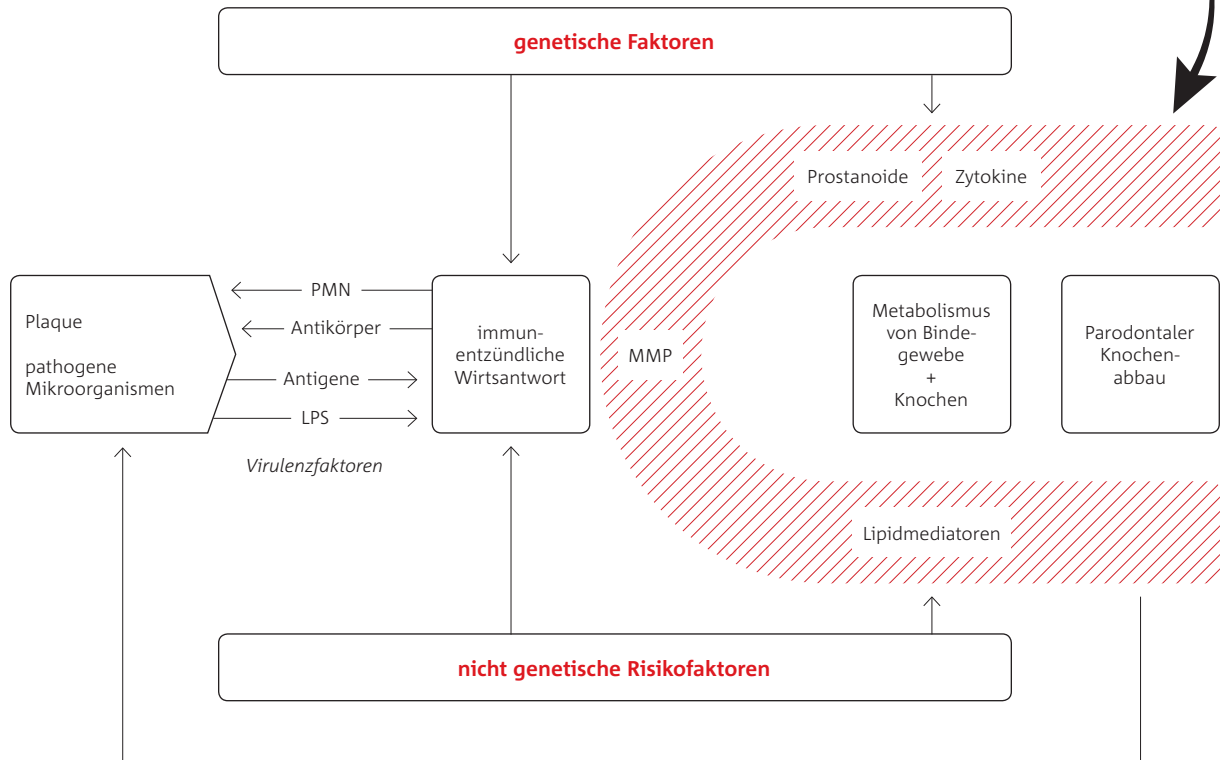 genetische Faktoren
Prostanoide
Zytokine
Plaque
pathogene
Mikroorganismen
PMN
Antikörper
Antigene
LPS
Virulenzfaktoren
immun-
entzündliche
Wirtsantwort
MMP
Metabolismus
von Binde-
gewebe
+
Knochen
Parodontaler
Knochen-
abbau
Lipidmediatoren
nicht genetische Risikofaktoren